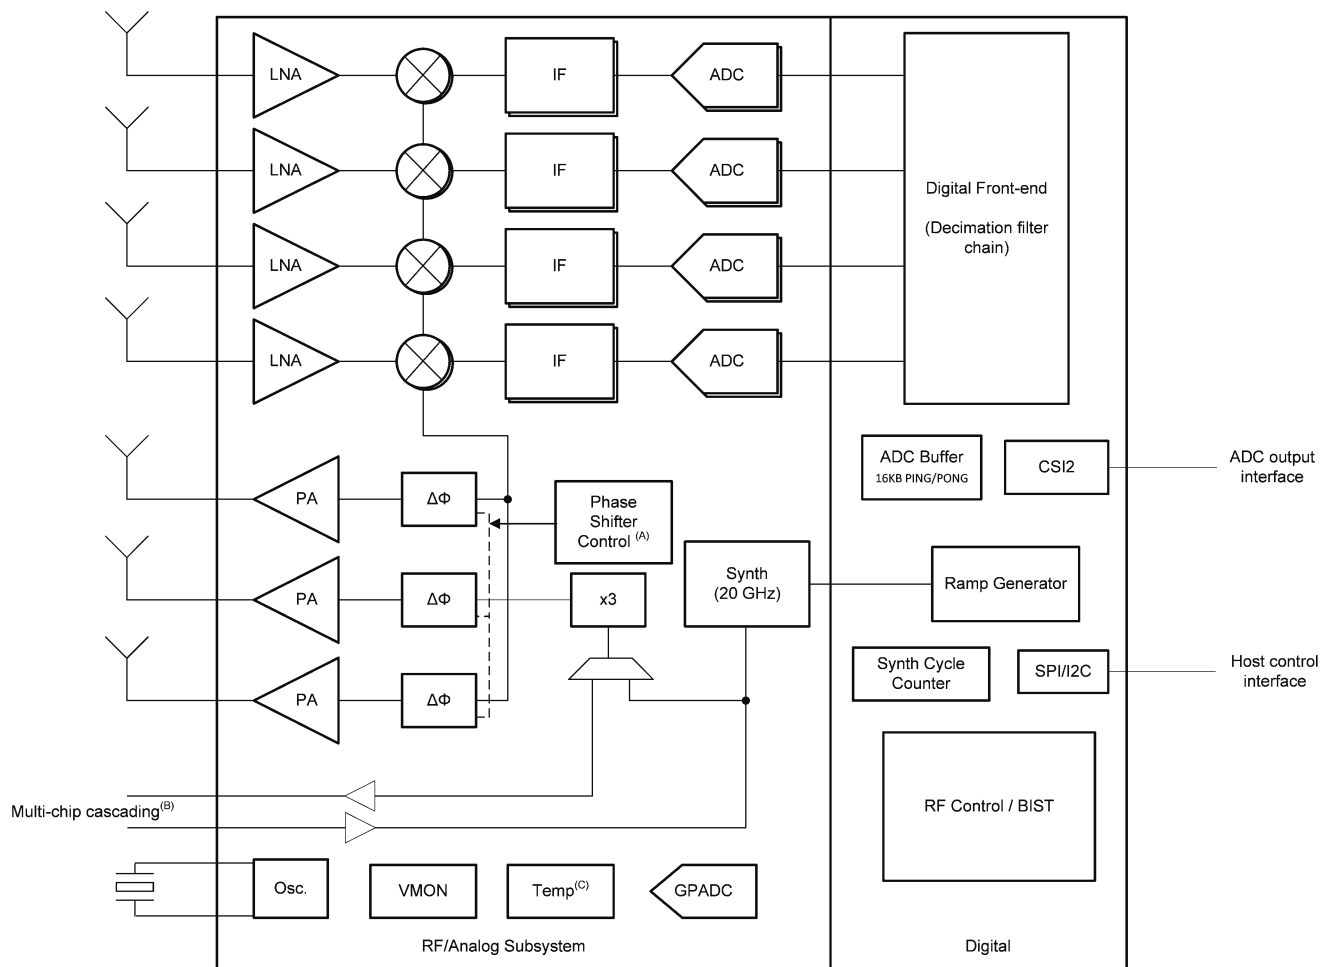 LNA
IF
ADC
LNA
IF
ADC
Digital Front-end
(Decimation filter
chain)
LNA
IF
ADC
LNA
IF
ADC
ADC Buffer
16KB PING/PONG
CSI2
ADC output
interface
PA
ΔΦ
Phase
Shifter
Control (A)
PA
ΔΦ
x3
Synth
(20 GHz)
Ramp Generator
PA
ΔΦ
Synth Cycle
Counter
SPI/I2C
Host control
interface
Multi-chip cascading(B)
RF Control / BIST
Osc.
VMON
Temp(C)
GPADC
RF/Analog Subsystem
Digital